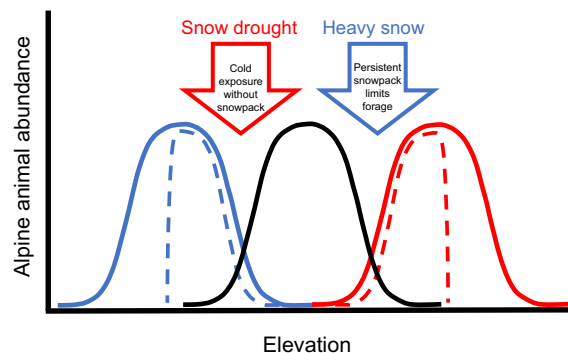 Snow drought
Heavy snow
Cold
exposure
without
snowpack
Persistent
snowpack
limits
forage
Alpine animal abundance
Elevation